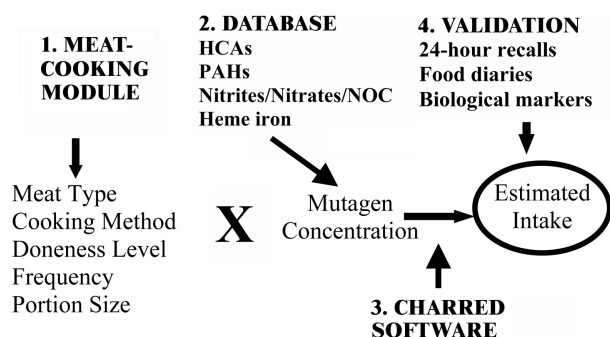 1. MEAT-
COOKING
MODULE
2. DATABASE
HCAs
PAHs
Nitrites/Nitrates/NOC
Heme iron
4. VALIDATION
24-hour recalls
Food diaries
Biological markers
Meat Type
Cooking Method
Doneness Level
Frequency
Portion Size
X
Mutagen
Concentration
Estimated
Intake
3. CHARRED
SOFTWARE